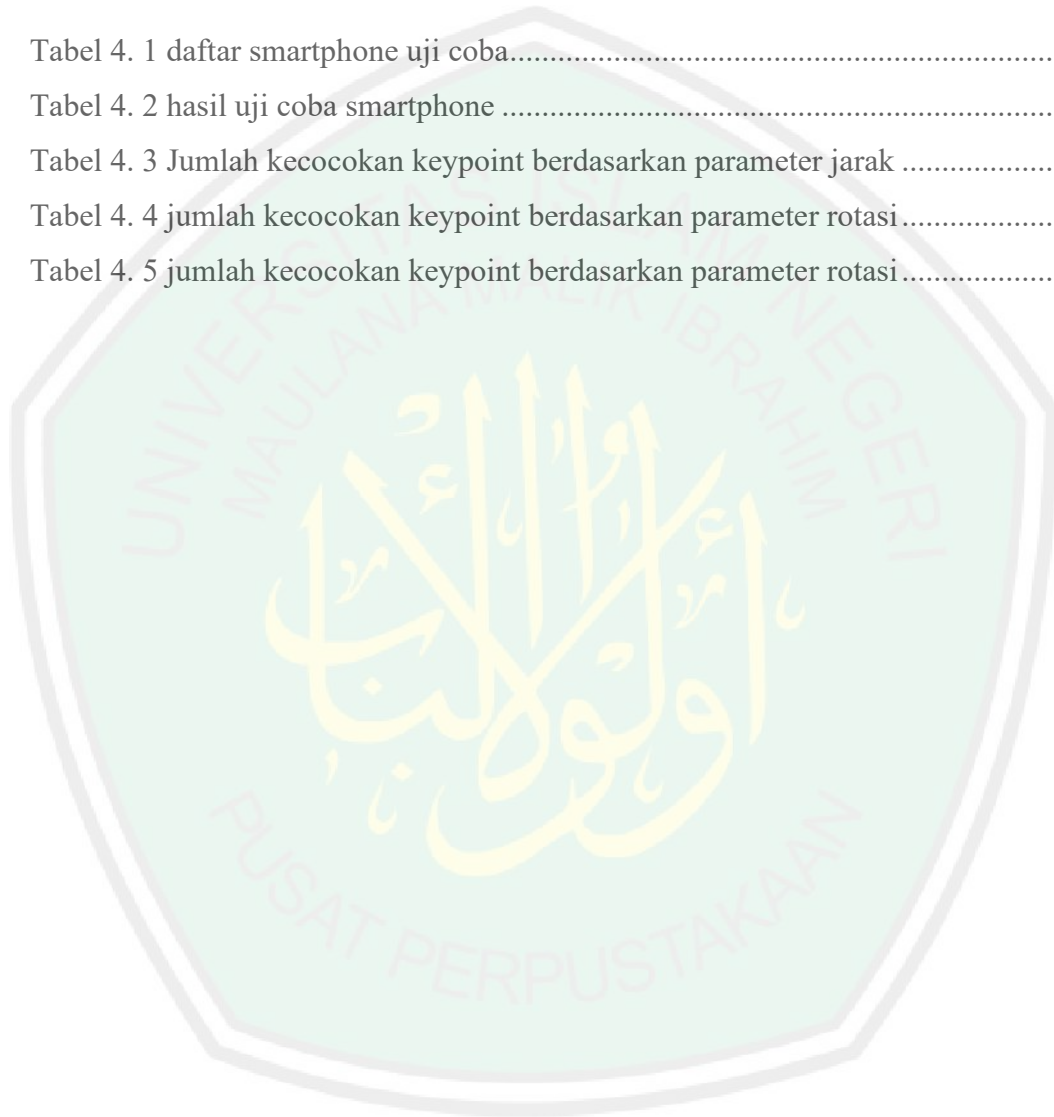 Tabel 4. 1 daftar smartphone uji coba....................................................................
Tabel 4. 2 hasil uji coba smartphone ....................................................................
Tabel 4. 3 Jumlah kecocokan keypoint berdasarkan parameter jarak ...................
Tabel 4. 4 jumlah kecocokan keypoint berdasarkan parameter rotasi...................
Tabel 4. 5 jumlah kecocokan keypoint berdasarkan parameter rotasi...................
UNIVERSITAS ISLAM NEGERI
MAULANA MALIK IBRAHIM
أولوا الألباب
PUSAT PERPUSTAKAAN